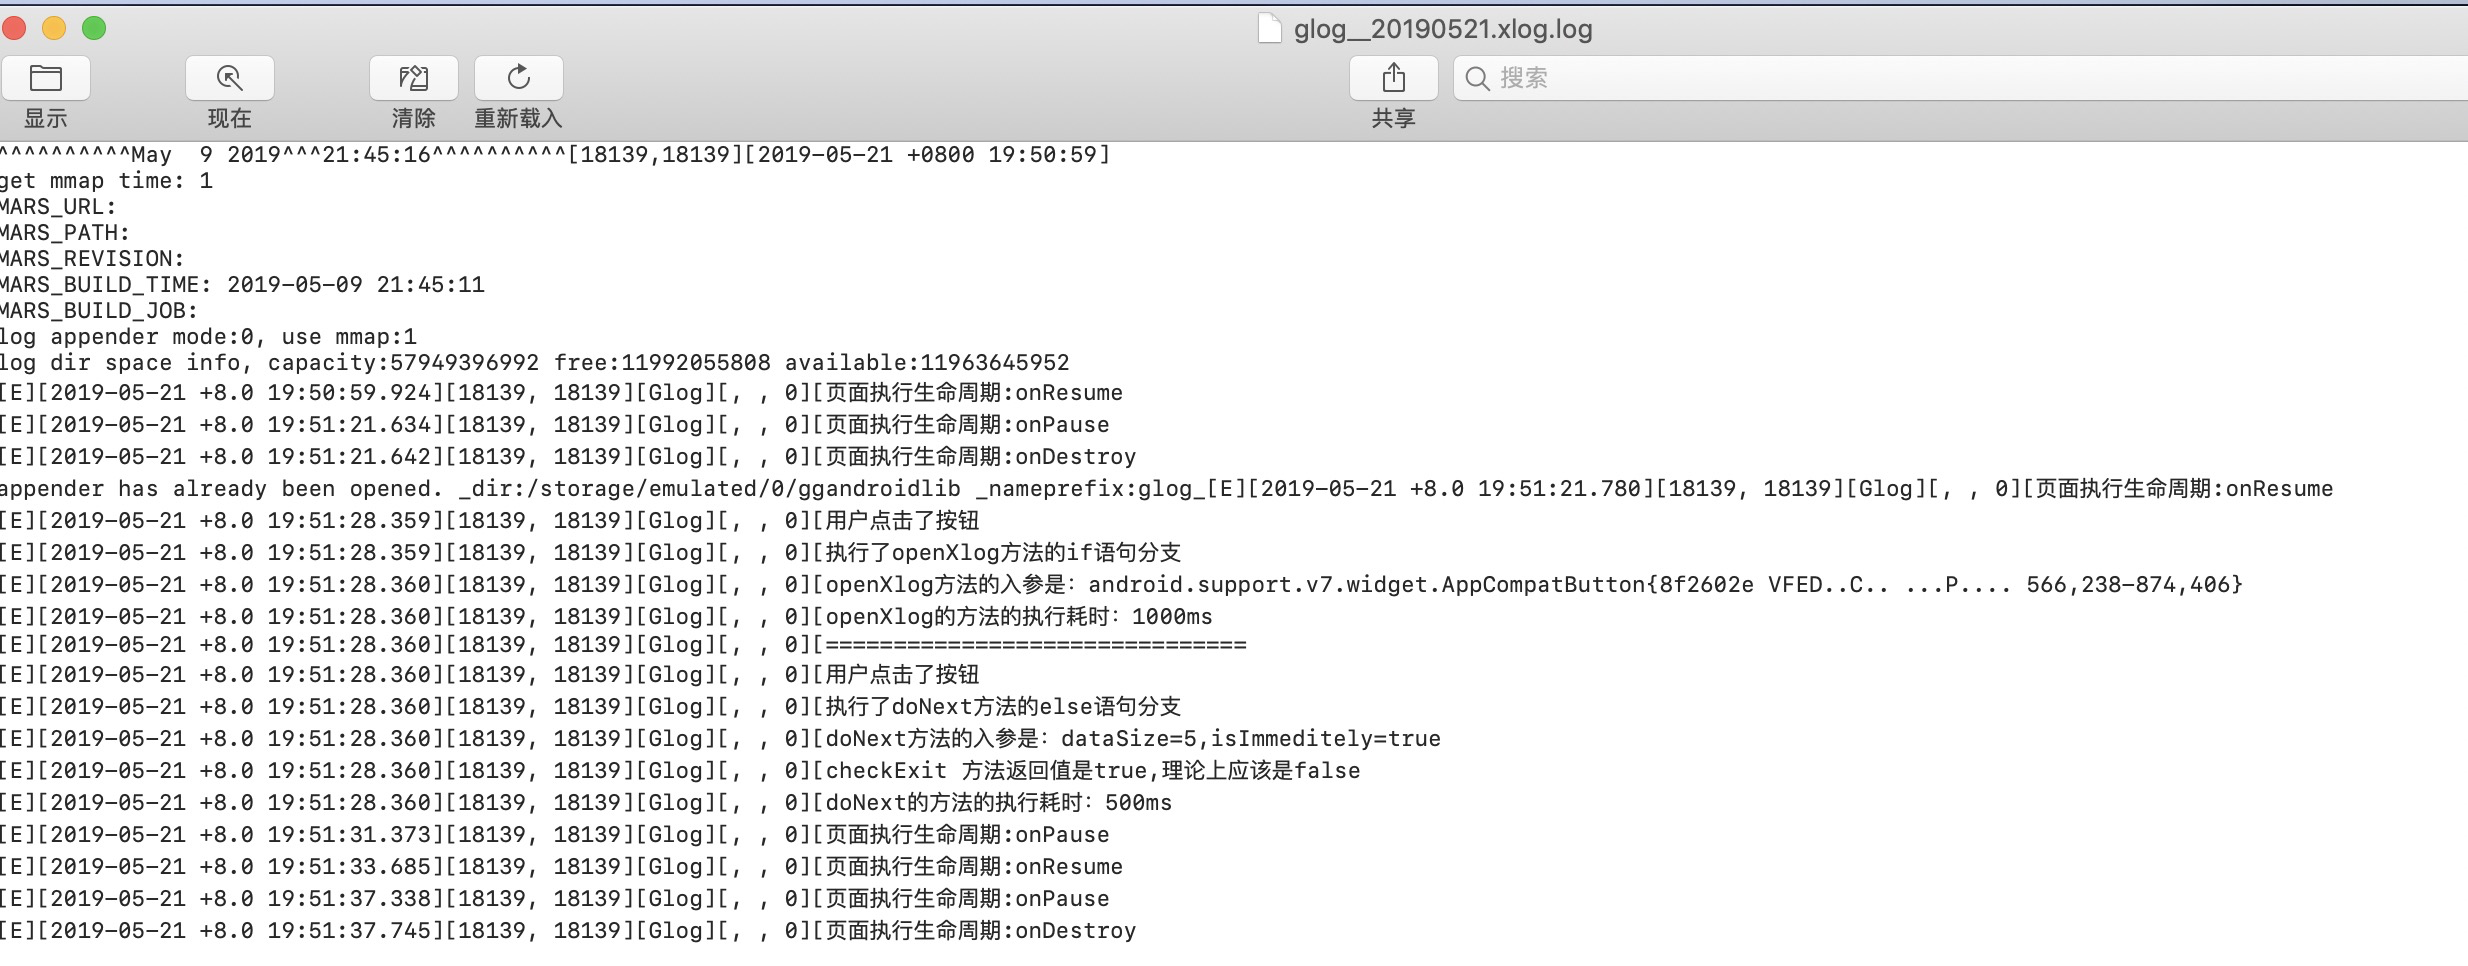 glog__20190521.xlog.log
显示 现在 清除 重新载入 共享 搜索
^^^^^^^^^^May  9 2019^^^21:45:16^^^^^^^^^^[18139,18139][2019-05-21 +0800 19:50:59]
get mmap time: 1
MARS_URL:
MARS_PATH:
MARS_REVISION:
MARS_BUILD_TIME: 2019-05-09 21:45:11
MARS_BUILD_JOB:
log appender mode:0, use mmap:1
log dir space info, capacity:57949396992 free:11992055808 available:11963645952
[E][2019-05-21 +8.0 19:50:59.924][18139, 18139][Glog][, , 0][页面执行生命周期:onResume
[E][2019-05-21 +8.0 19:51:21.634][18139, 18139][Glog][, , 0][页面执行生命周期:onPause
[E][2019-05-21 +8.0 19:51:21.642][18139, 18139][Glog][, , 0][页面执行生命周期:onDestroy
appender has already been opened. _dir:/storage/emulated/0/ggandroidlib _nameprefix:glog_[E][2019-05-21 +8.0 19:51:21.780][18139, 18139][Glog][, , 0][页面执行生命周期:onResume
[E][2019-05-21 +8.0 19:51:28.359][18139, 18139][Glog][, , 0][用户点击了按钮
[E][2019-05-21 +8.0 19:51:28.359][18139, 18139][Glog][, , 0][执行了openXlog方法的if语句分支
[E][2019-05-21 +8.0 19:51:28.360][18139, 18139][Glog][, , 0][openXlog方法的入参是：android.support.v7.widget.AppCompatButton{8f2602e VFED..C.. ...P.... 566,238-874,406}
[E][2019-05-21 +8.0 19:51:28.360][18139, 18139][Glog][, , 0][openXlog的方法的执行耗时：1000ms
[E][2019-05-21 +8.0 19:51:28.360][18139, 18139][Glog][, , 0][===============================
[E][2019-05-21 +8.0 19:51:28.360][18139, 18139][Glog][, , 0][用户点击了按钮
[E][2019-05-21 +8.0 19:51:28.360][18139, 18139][Glog][, , 0][执行了doNext方法的else语句分支
[E][2019-05-21 +8.0 19:51:28.360][18139, 18139][Glog][, , 0][doNext方法的入参是：dataSize=5,isImmeditely=true
[E][2019-05-21 +8.0 19:51:28.360][18139, 18139][Glog][, , 0][checkExit 方法返回值是true,理论上应该是false
[E][2019-05-21 +8.0 19:51:28.360][18139, 18139][Glog][, , 0][doNext的方法的执行耗时：500ms
[E][2019-05-21 +8.0 19:51:31.373][18139, 18139][Glog][, , 0][页面执行生命周期:onPause
[E][2019-05-21 +8.0 19:51:33.685][18139, 18139][Glog][, , 0][页面执行生命周期:onResume
[E][2019-05-21 +8.0 19:51:37.338][18139, 18139][Glog][, , 0][页面执行生命周期:onPause
[E][2019-05-21 +8.0 19:51:37.745][18139, 18139][Glog][, , 0][页面执行生命周期:onDestroy